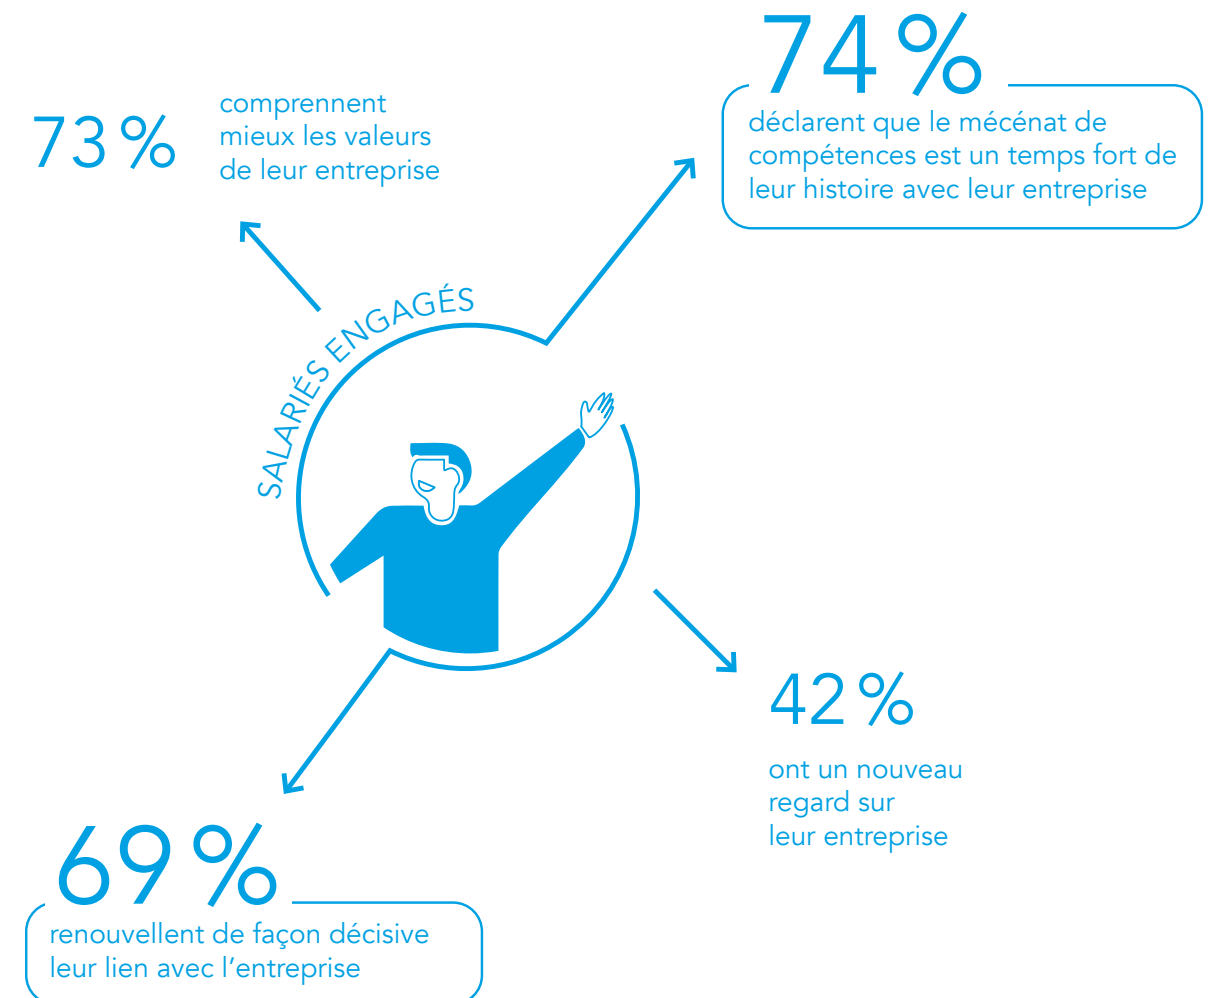 74 %
déclarent que le mécénat de
compétences est un temps fort de
leur histoire avec leur entreprise
73 %
comprennent
mieux les valeurs
de leur entreprise
SALARIÉS ENGAGÉS
42 %
ont un nouveau
regard sur
leur entreprise
69 %
renouvellent de façon décisive
leur lien avec l’entreprise